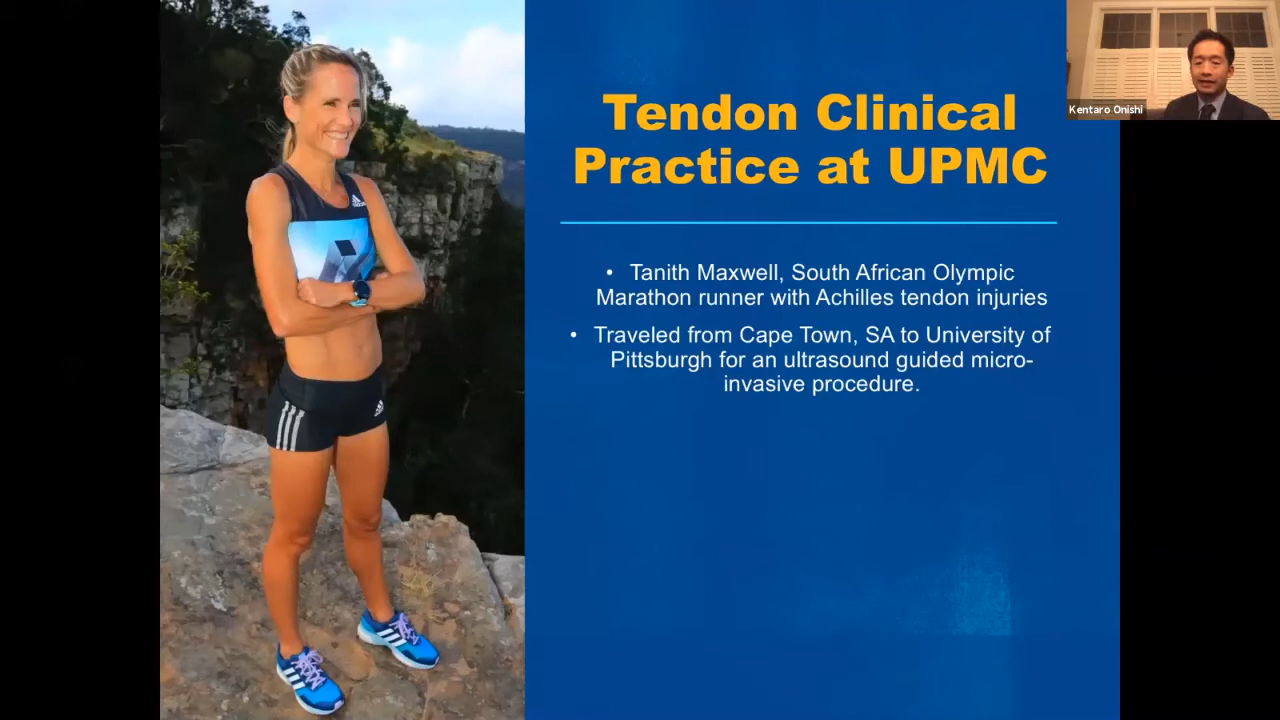 Tendon Clinical
Practice at UPMC
• Tanith Maxwell, South African Olympic
Marathon runner with Achilles tendon injuries
• Traveled from Cape Town, SA to University of
Pittsburgh for an ultrasound guided micro-
invasive procedure.
Kentaro Onishi
adidas